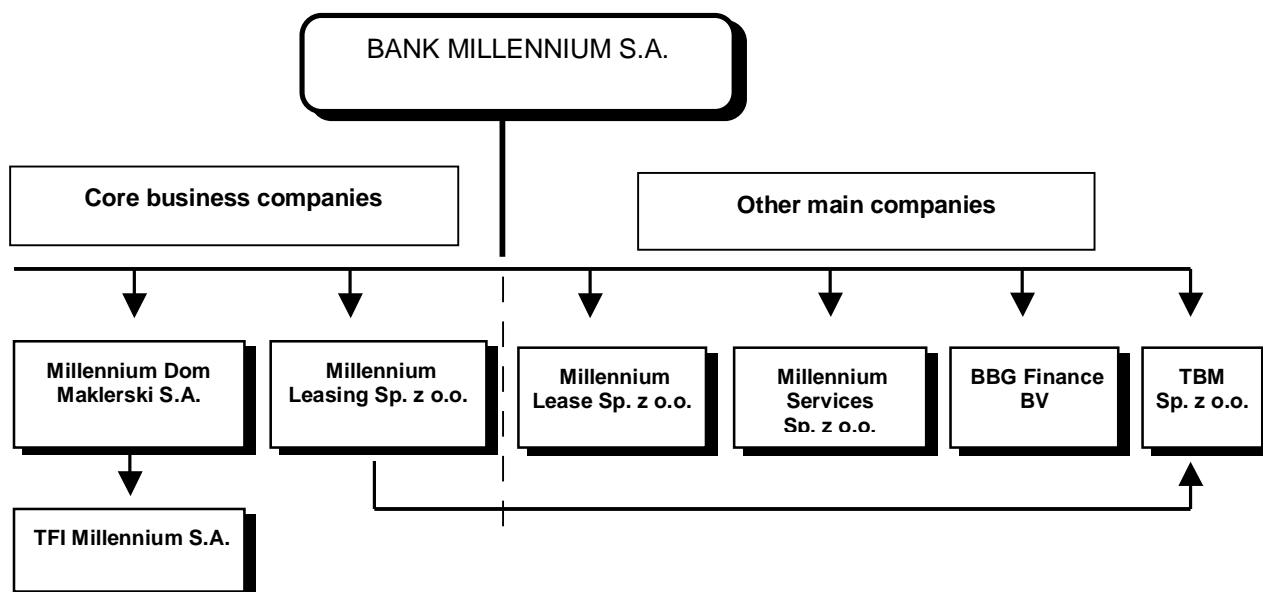 BANK MILLENNIUM S.A.
Core business companies
Other main companies
Millennium Dom
Maklerski S.A.
Millennium
Leasing Sp. z o.o.
Millennium
Lease Sp. z o.o.
Millennium
Services
Sp. z o.o.
BBG Finance
BV
TBM
Sp. z o.o.
TFI Millennium S.A.